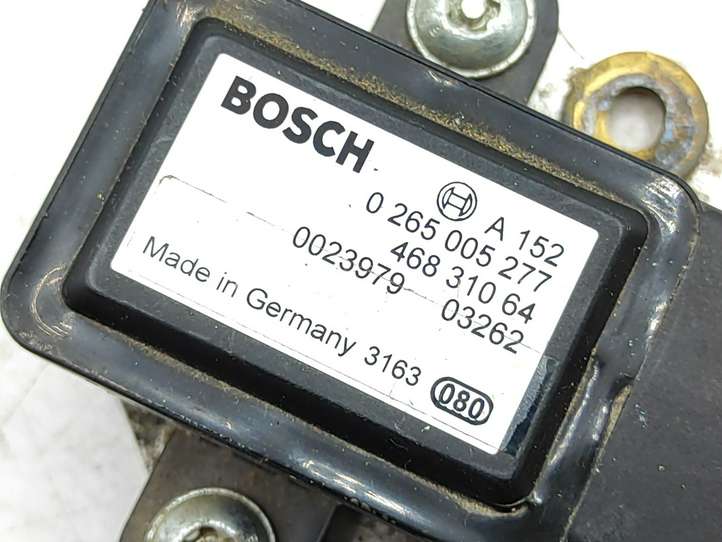 BOSCH
A 152
0 265 005 277
468 310 64
0023979 03262
Made in Germany 3163 080